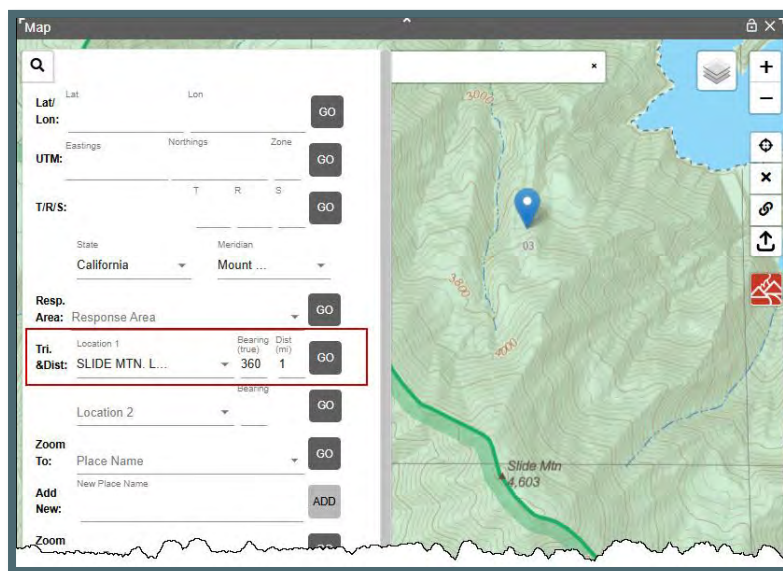 Map
Lat/
Lon:
Lat
Lon
GO
UTM:
Eastings
Northings
Zone
GO
T/R/S:
T
R
S
GO
State
California
Meridian
Mount ...
Resp.
Area:
Response Area
GO
Tri.
&Dist:
Location 1
SLIDE MTN. L...
Bearing
(true)
360
Dist
(mi)
1
GO
Location 2
Bearing
GO
Zoom
To:
Place Name
GO
Add
New:
New Place Name
ADD
Zoom
3000
03
3800
4000
Slide Mtn
4,603